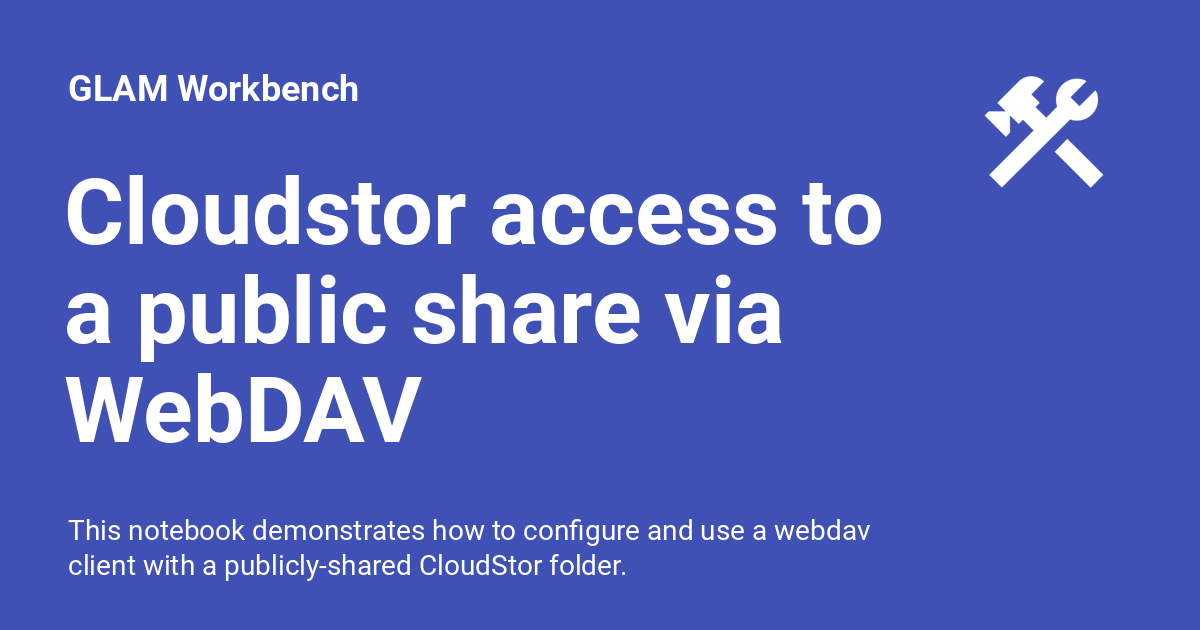 GLAM Workbench
Cloudstor access to
a public share via
WebDAV
This notebook demonstrates how to configure and use a webdav
client with a publicly-shared CloudStor folder.